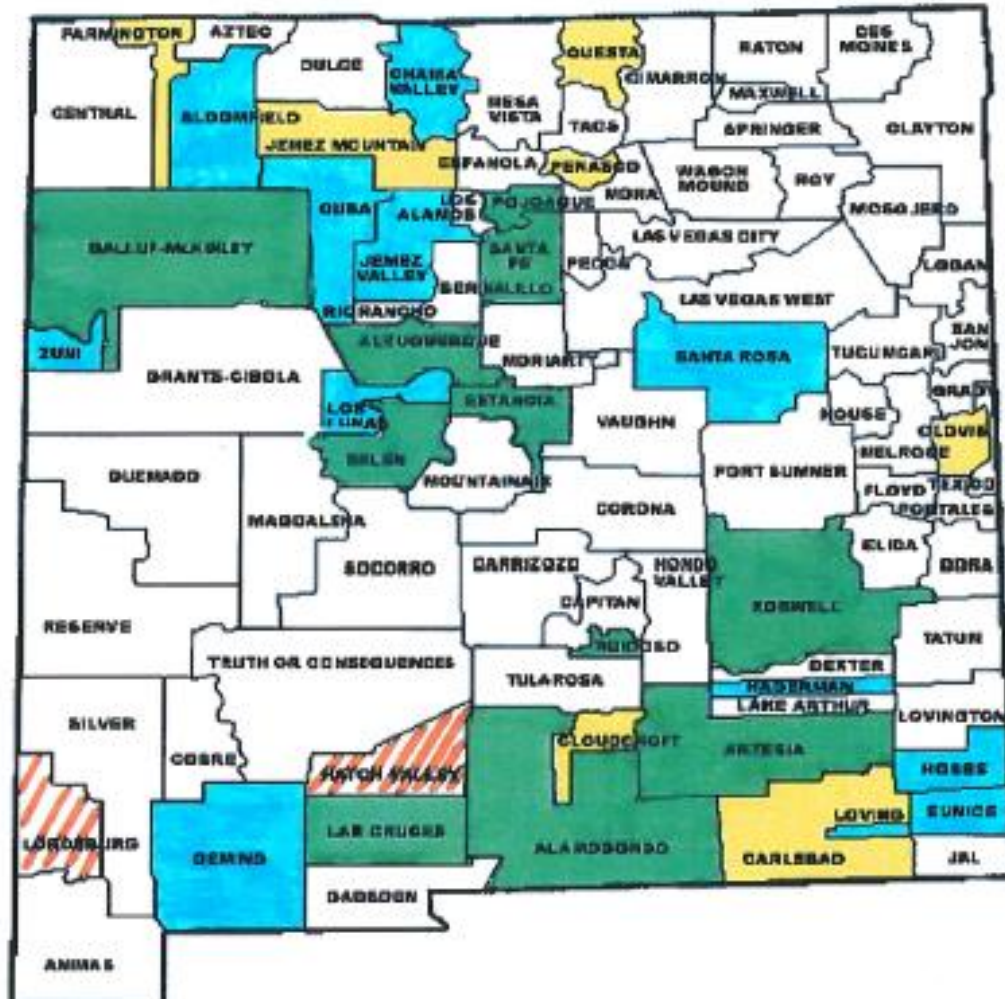 FARMINGTON
AZTEC
DULCE
CHAMA
VALLEY
QUESTA
CIMARRON
RATON
DES
MOINES
CENTRAL
BLOOMFIELD
JEMEZ MOUNTAIN
MESA
VISTA
TAOS
MAXWELL
SPRINGER
CLAYTON
ESPANOLA
PENASCO
MORA
WAGON
MOUND
ROY
MOSQUERO
CUBA
LOS
ALAMOS
POJOAQUE
GALLUP-McKINLEY
JEMEZ
VALLEY
SANTA
FE
PECOS
LAS VEGAS CITY
LOGAN
BERNALILLO
RIO RANCHO
LAS VEGAS WEST
ZUNI
ALBUQUERQUE
MORIARTY
SANTA ROSA
TUCUMCARI
SAN
JON
GRANTS-CIBOLA
LOS
LUNAS
ESTANCIA
VAUGHN
HOUSE
GRADY
CLOVIS
BELEN
MELROSE
QUEMADO
MOUNTAINAIR
FORT SUMNER
FLOYD
TEXICO
PORTALES
MAGDALENA
CORONA
SOCORRO
CARRIZOZO
HONDO
VALLEY
ELIDA
DORA
CAPITAN
ROSWELL
RESERVE
RUIDOSO
TATUM
TRUTH OR CONSEQUENCES
TULAROSA
DEXTER
HAGERMAN
LAKE ARTHUR
LOVINGTON
SILVER
COBRE
HATCH VALLEY
CLOUDCROFT
ARTESIA
HOBBS
LORDSBURG
DEMING
LAS CRUCES
ALAMOGORDO
LOVING
EUNICE
CARLSBAD
JAL
GADSDEN
ANIMAS